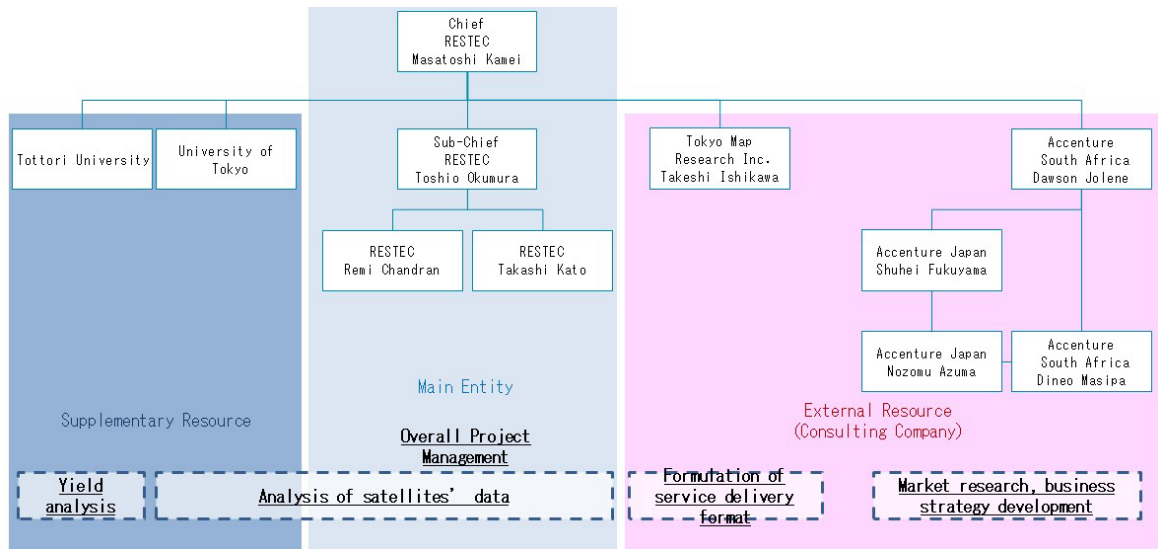 Chief
RESTEC
Masatoshi Kamei
Tottori University
University of
Tokyo
Sub-Chief
RESTEC
Toshio Okumura
Tokyo Map
Research Inc.
Takeshi Ishikawa
Accenture
South Africa
Dawson Jolene
RESTEC
Remi Chandran
RESTEC
Takashi Kato
Accenture Japan
Shuhei Fukuyama
Accenture Japan
Nozomu Azuma
Accenture
South Africa
Dineo Masipa
Supplementary Resource
Main Entity
External Resource
(Consulting Company)
Overall Project
Management
Yield
analysis
Analysis of satellites’ data
Formulation of
service delivery
format
Market research, business
strategy development